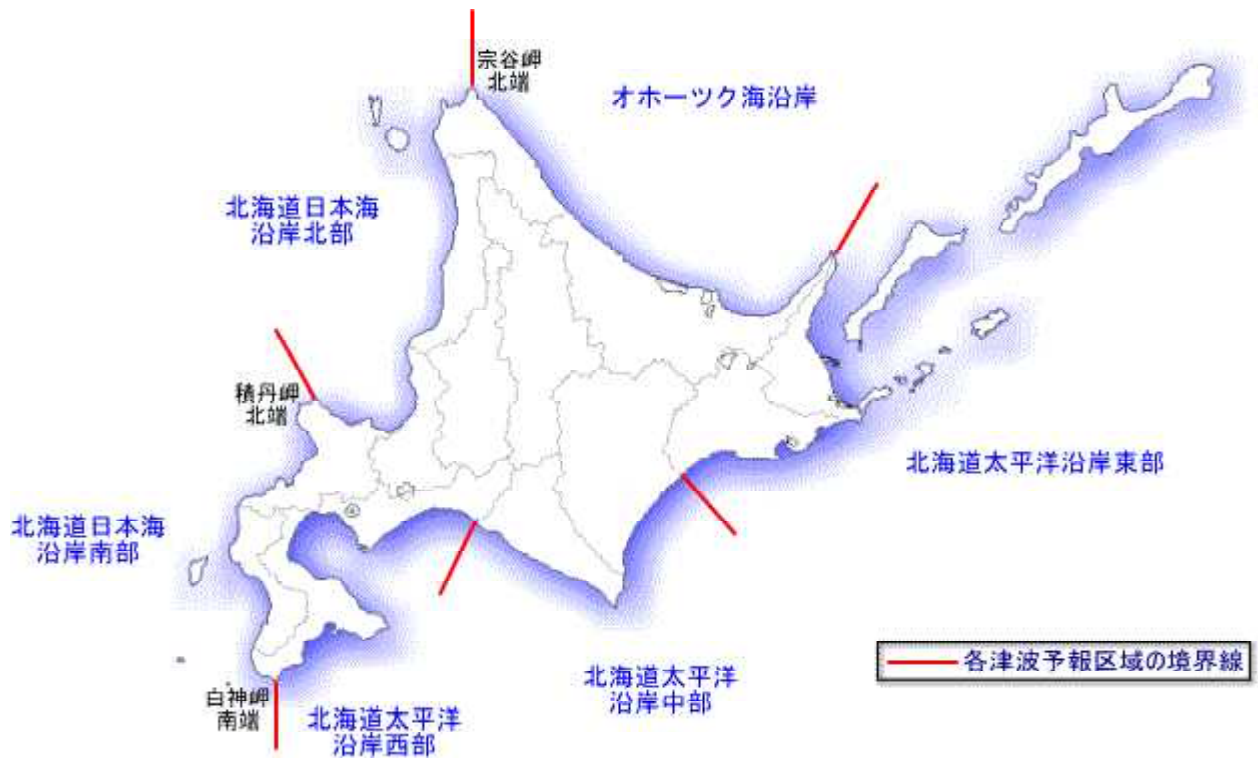 宗谷岬
北端
オホーツク海沿岸
北海道日本海
沿岸北部
積丹岬
北端
北海道太平洋沿岸東部
北海道日本海
沿岸南部
各津波予報区域の境界線
北海道太平洋
沿岸中部
白神岬
南端
北海道太平洋
沿岸西部